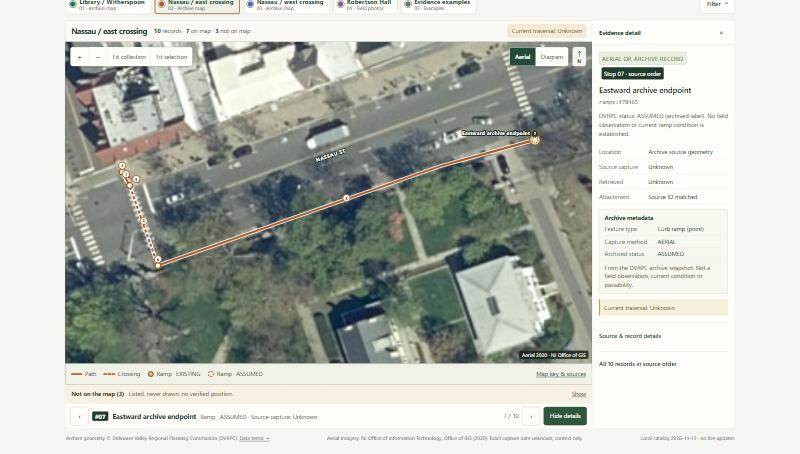 Library / Witherspoon
01 · Archive map
Nassau / east crossing
02 · Archive map
Nassau / west crossing
03 · Archive map
Robertson Hall
04 · Field photos
Evidence examples
05 · Examples
Filter
Nassau / east crossing 10 records · 7 on map · 3 not on map
Current traversal: Unknown
+ − Fit collection Fit selection
Aerial Diagram
↑
N
NASSAU ST
Eastward archive endpoint 7
Aerial 2020 · NJ Office of GIS
Path Crossing Ramp · EXISTING Ramp · ASSUMED
Map key & sources
Not on the map (3) Listed, never drawn: no verified position.
Show
‹ #07 Eastward archive endpoint Ramp · ASSUMED · Source capture: Unknown
7 / 10 › Hide details
Evidence detail ×
AERIAL OR ARCHIVE RECORD
Stop 07 · source order
Eastward archive endpoint
ramps:478465
DVRPC status: ASSUMED (archived label). No field
observation or current ramp condition is
established.
Location Archive source geometry
Source capture Unknown
Retrieved Unknown
Attachment Source ID matched
Archive metadata
Feature type Curb ramp (point)
Capture method AERIAL
Archived status ASSUMED
From the DVRPC archive snapshot. Not a
field observation, current condition or
passability.
Current traversal: Unknown
Source & record details
All 10 records in source order
Archive geometry © Delaware Valley Regional Planning Commission (DVRPC). Data terms →
Aerial imagery: NJ Office of Information Technology, Office of GIS (2020). Exact capture date unknown; context only.
Local catalog 2026-11-13 · no live updates